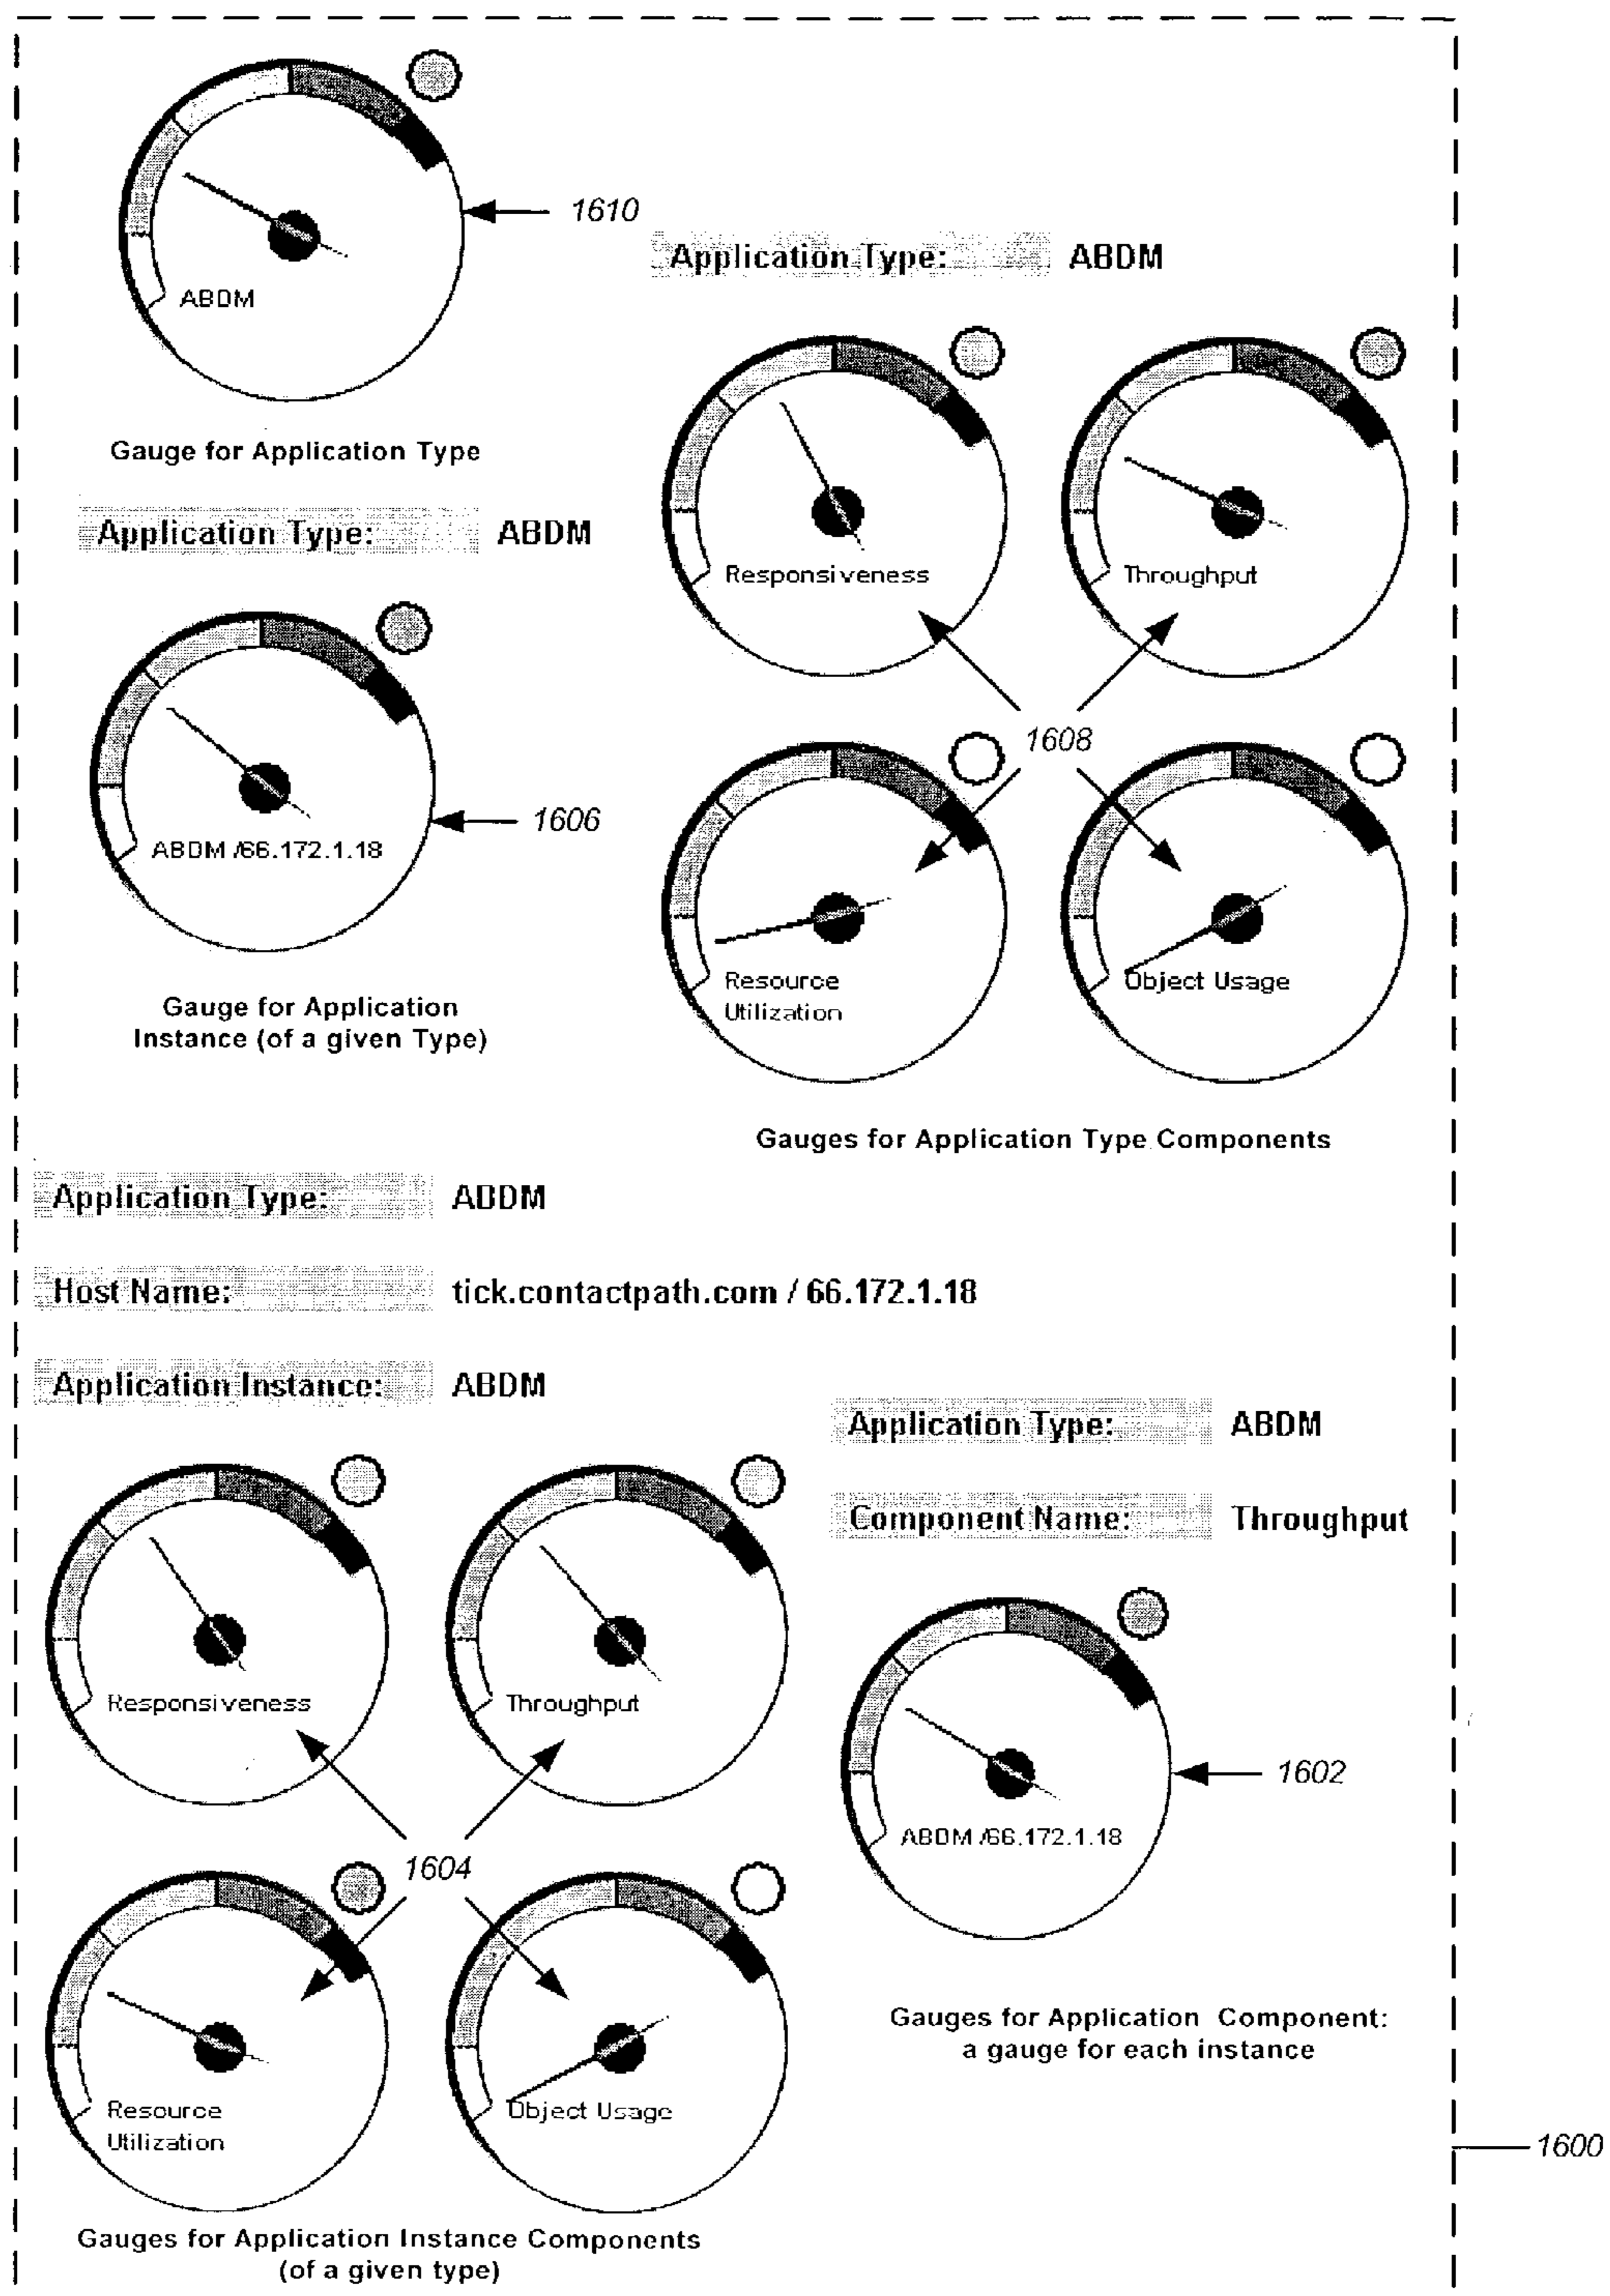 ABDM
1610
Gauge for Application Type
Application Type: ABDM
Responsiveness
Throughput
1608
Resource
Utilization
Object Usage
Gauges for Application Type Components
Application Type: ABDM
ABDM /66.172.1.18
1606
Gauge for Application
Instance (of a given Type)
Application Type: ABDM
Host Name: tick.contactpath.com / 66.172.1.18
Application Instance: ABDM
Responsiveness
Throughput
1604
Resource
Utilization
Object Usage
Gauges for Application Instance Components
(of a given type)
Application Type: ABDM
Component Name: Throughput
ABDM /66.172.1.18
1602
Gauges for Application Component:
a gauge for each instance
1600